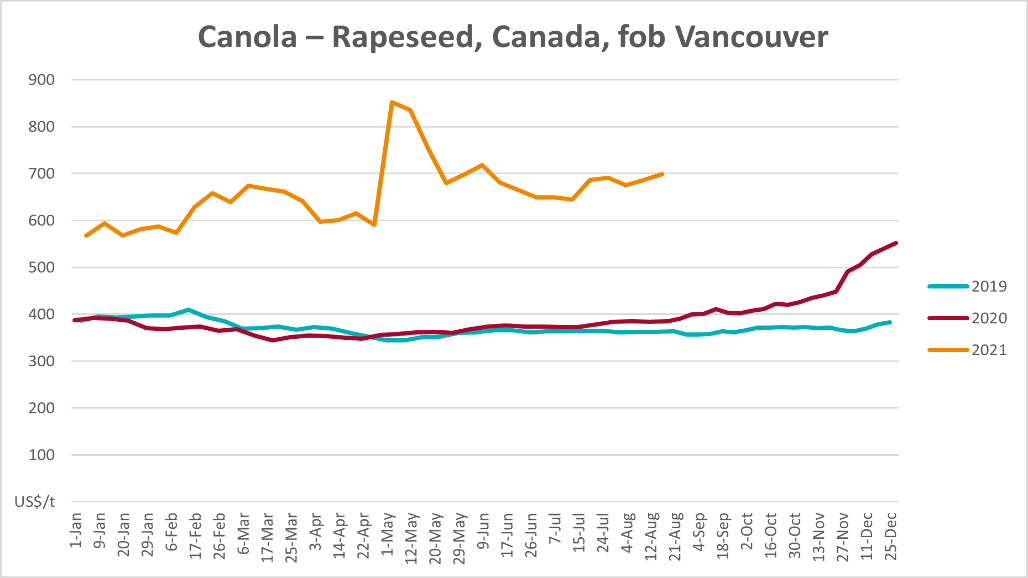 Canola – Rapeseed, Canada, fob Vancouver
900
800
700
600
500
400
300
200
100
US$/t
1-Jan
9-Jan
20-Jan
29-Jan
6-Feb
17-Feb
26-Feb
6-Mar
17-Mar
25-Mar
3-Apr
14-Apr
22-Apr
1-May
12-May
20-May
29-May
9-Jun
17-Jun
26-Jun
7-Jul
15-Jul
24-Jul
4-Aug
12-Aug
21-Aug
4-Sep
18-Sep
2-Oct
16-Oct
30-Oct
13-Nov
27-Nov
11-Dec
25-Dec
2019
2020
2021